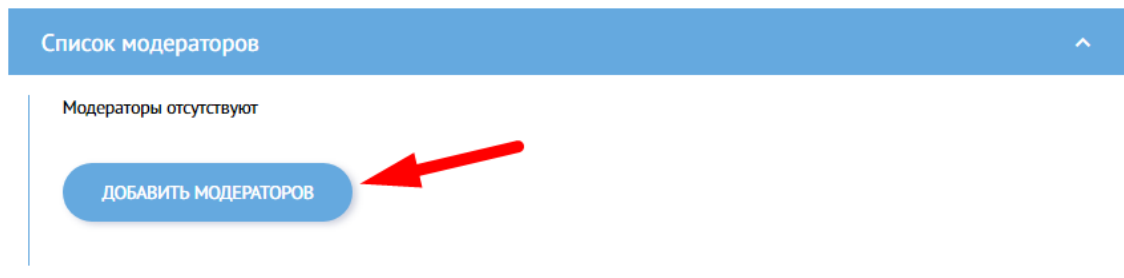 Список модераторов
Модераторы отсутствуют
ДОБАВИТЬ МОДЕРАТОРОВ